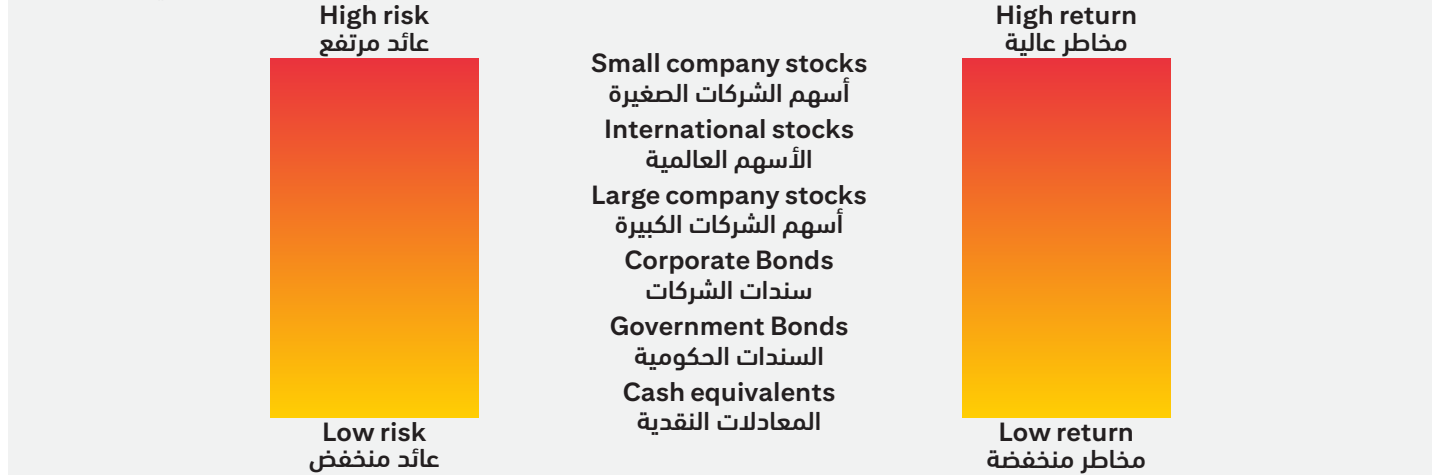 High risk
عائد مرتفع
High return
مخاطر عالية
Small company stocks
أسهم الشركات الصغيرة
International stocks
الأسهم العالمية
Large company stocks
أسهم الشركات الكبيرة
Corporate Bonds
سندات الشركات
Government Bonds
السندات الحكومية
Cash equivalents
المعادلات النقدية
Low risk
عائد منخفض
Low return
مخاطر منخفضة